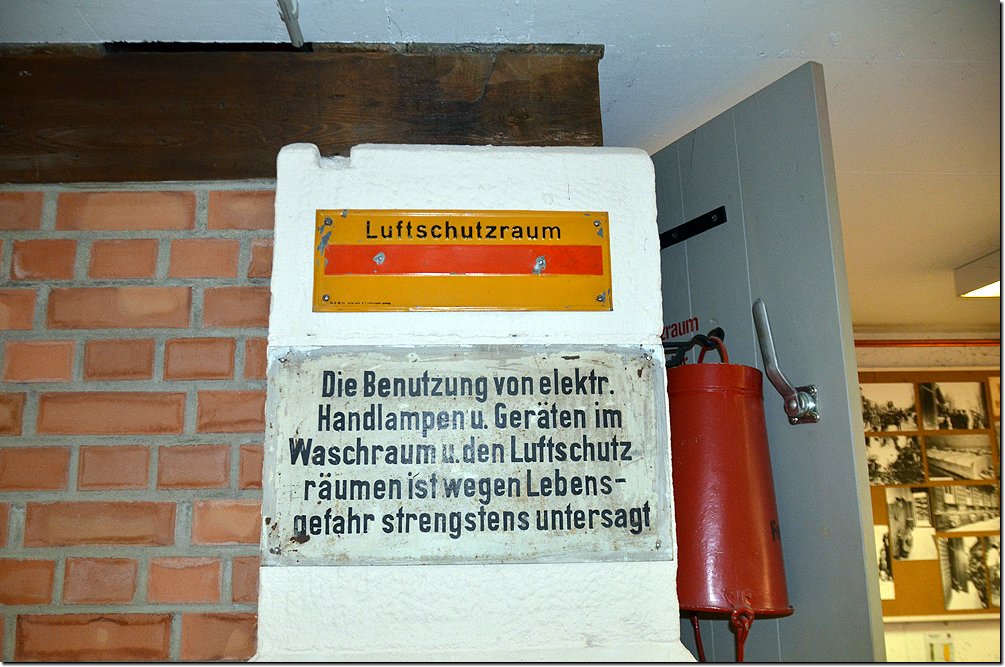 Luftschutzraum
Die Benutzung von elektr.
Handlampen u. Geräten im
Waschraum u. den Luftschutz
räumen ist wegen Lebens-
gefahr strengstens untersagt